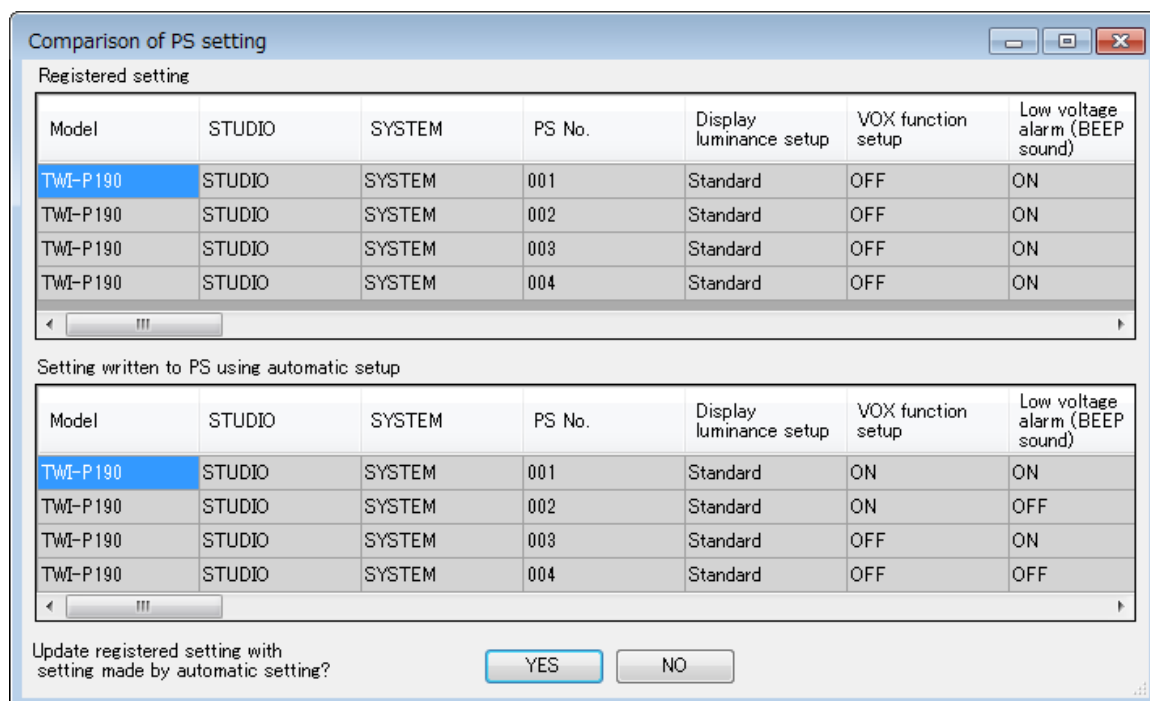 Comparison of PS setting
Registered setting
Model STUDIO SYSTEM PS No. Display luminance setup VOX function setup Low voltage alarm (BEEP sound)
TWI-P190 STUDIO SYSTEM 001 Standard OFF ON
TWI-P190 STUDIO SYSTEM 002 Standard OFF ON
TWI-P190 STUDIO SYSTEM 003 Standard OFF ON
TWI-P190 STUDIO SYSTEM 004 Standard OFF ON
Setting written to PS using automatic setup
Model STUDIO SYSTEM PS No. Display luminance setup VOX function setup Low voltage alarm (BEEP sound)
TWI-P190 STUDIO SYSTEM 001 Standard ON ON
TWI-P190 STUDIO SYSTEM 002 Standard ON OFF
TWI-P190 STUDIO SYSTEM 003 Standard OFF ON
TWI-P190 STUDIO SYSTEM 004 Standard OFF OFF
Update registered setting with
setting made by automatic setting?
YES NO